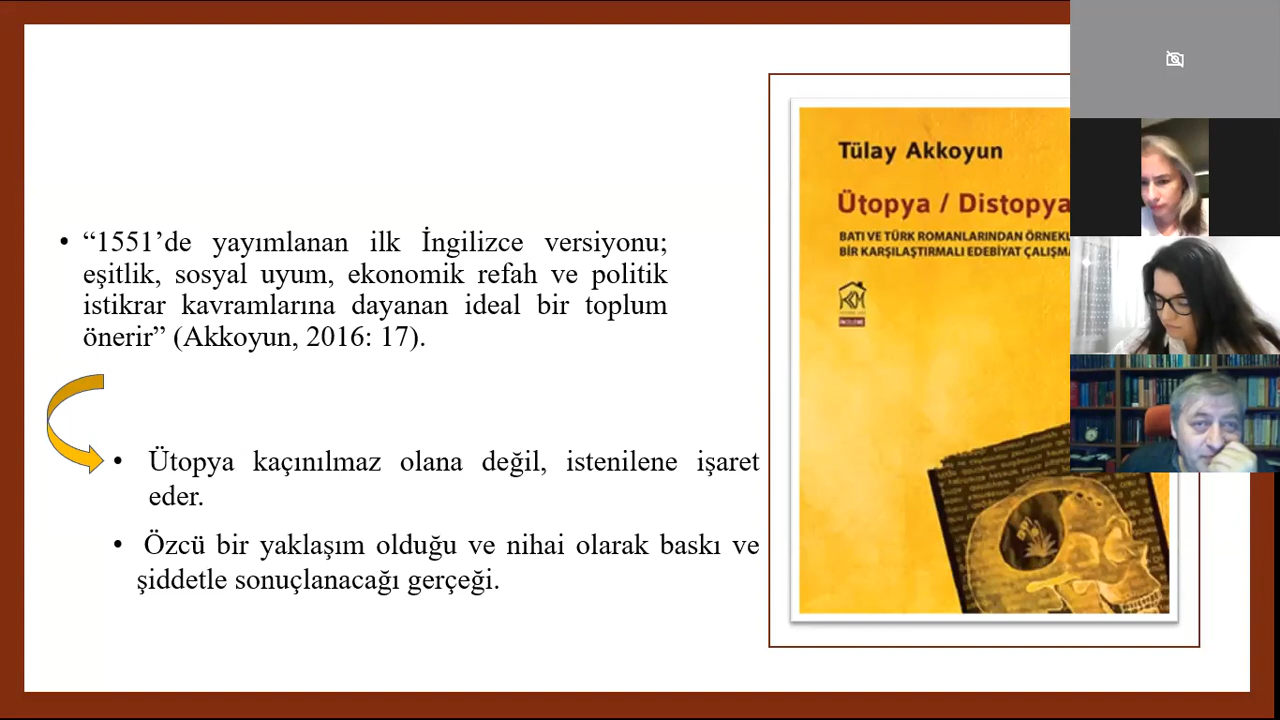 • “1551’de yayımlanan ilk İngilizce versiyonu;
eşitlik, sosyal uyum, ekonomik refah ve politik
istikrar kavramlarına dayanan ideal bir toplum
önerir” (Akkoyun, 2016: 17).
• Ütopya kaçınılmaz olana değil, istenilene işaret
eder.
• Özcü bir yaklaşım olduğu ve nihai olarak baskı ve
şiddetle sonuçlanacağı gerçeği.
Tülay Akkoyun
Ütopya / Distopya
BATI VE TÜRK ROMANLARINDAN
BİR KARŞILAŞTIRMALI EDEBİYAT